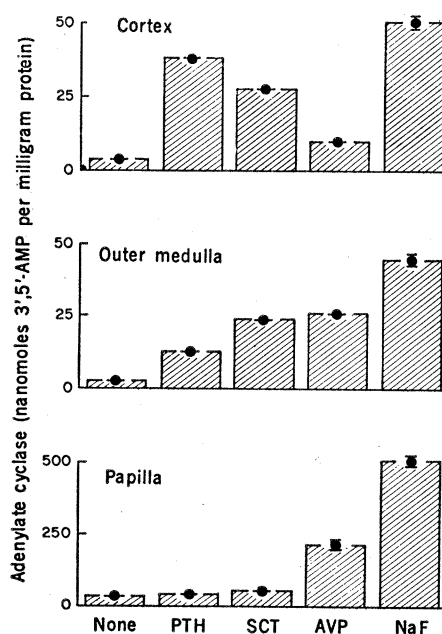 Adenylate cyclase (nanomoles 3',5'-AMP per milligram protein)
Cortex
50
25
0
Outer medulla
50
25
0
Papilla
500
250
0
None PTH SCT AVP NaF